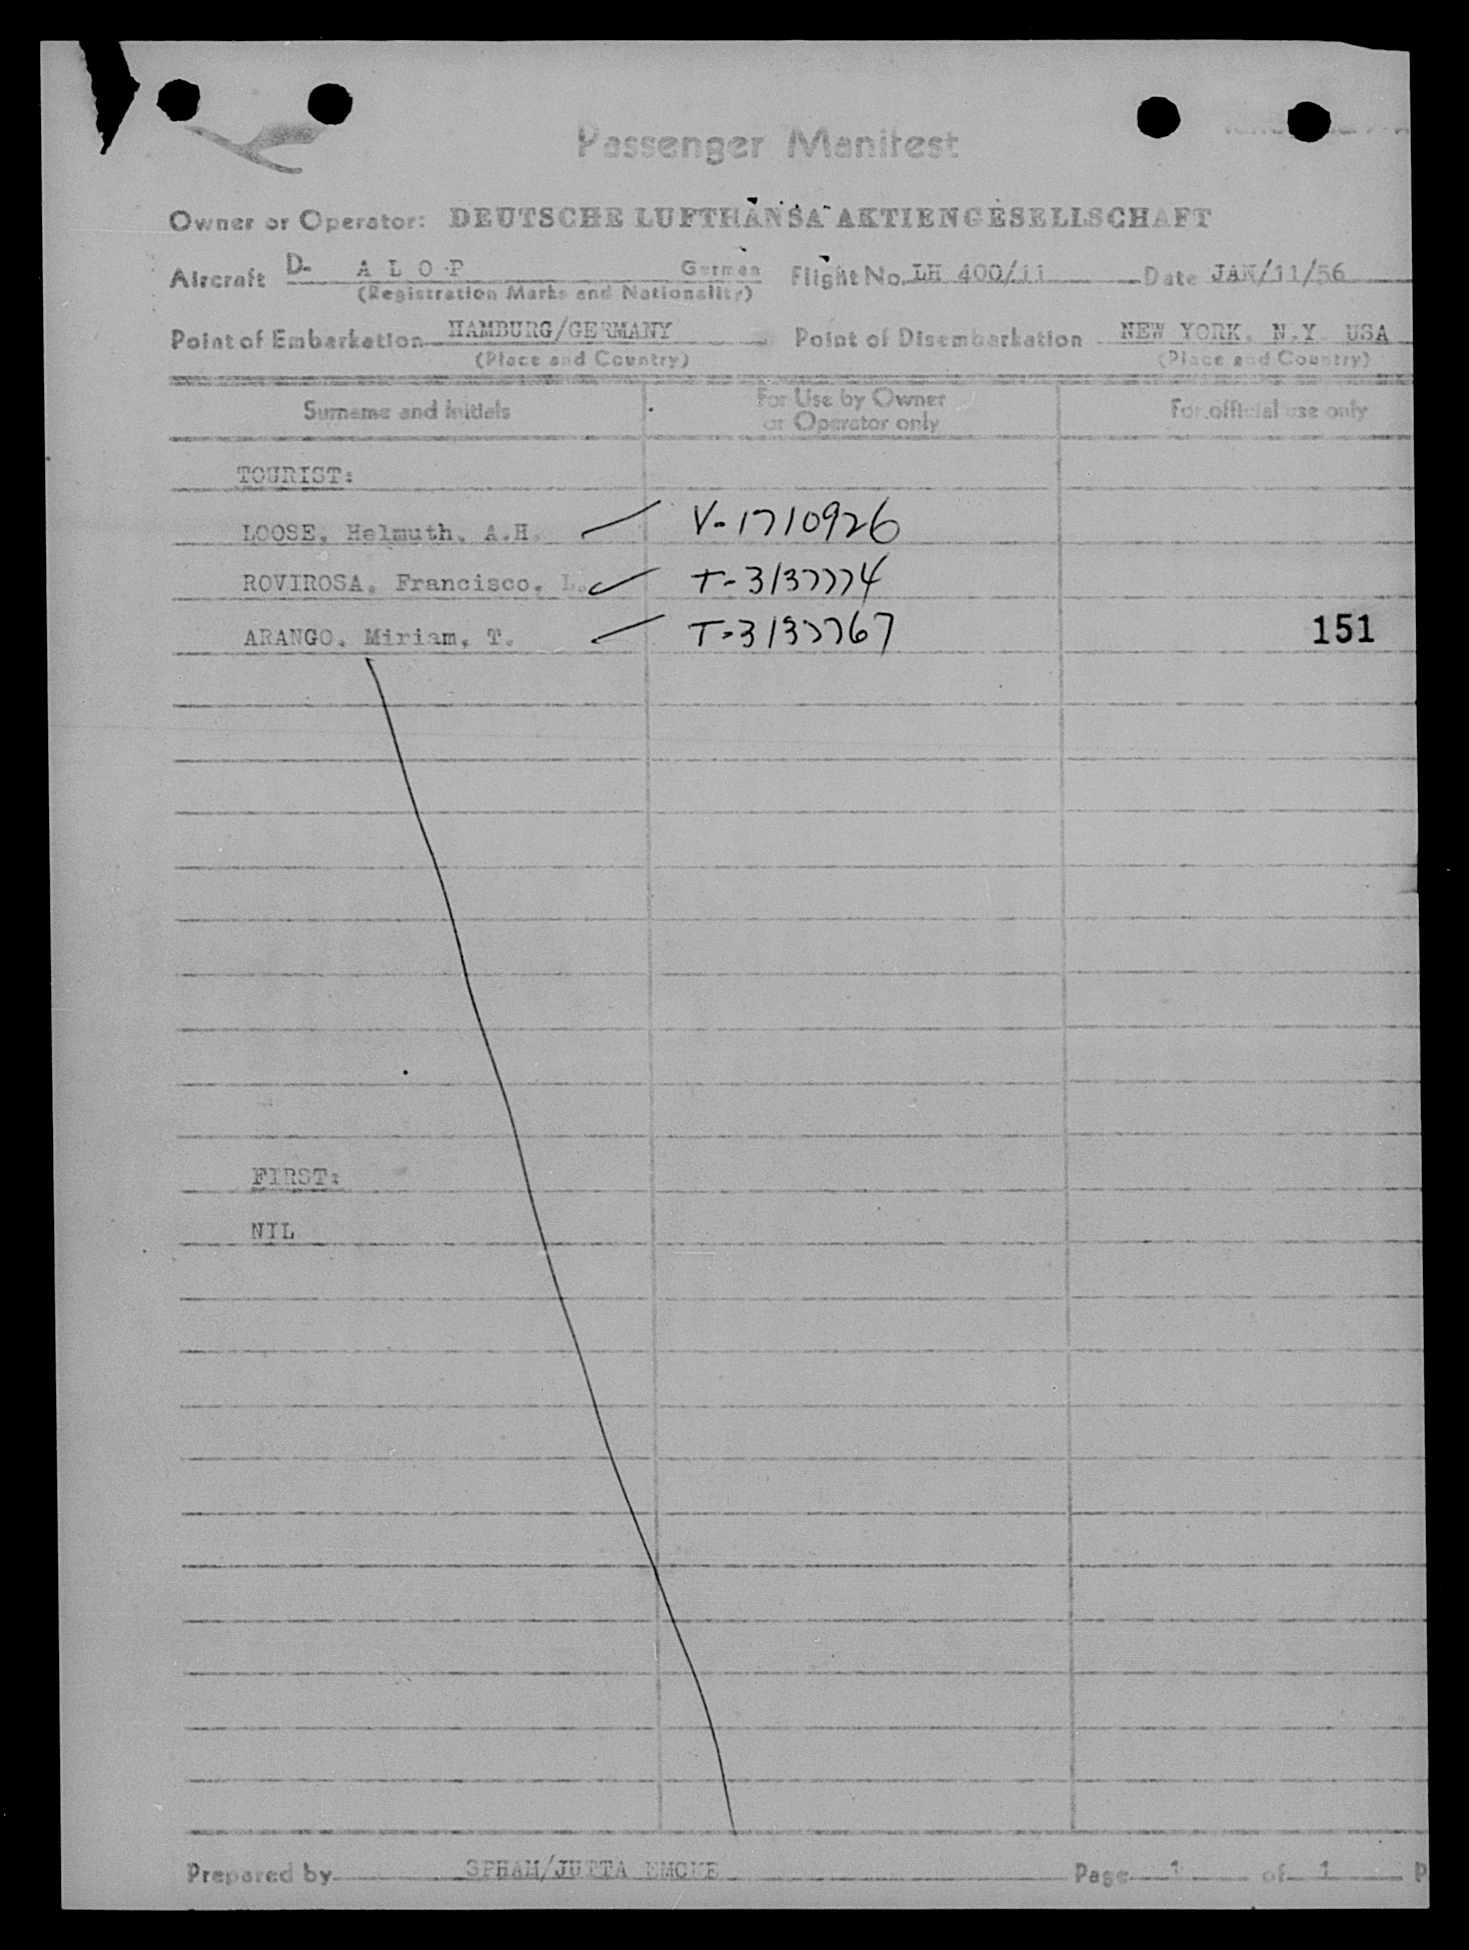 Passenger Manifest
Owner or Operator: DEUTSCHE LUFTHANSA AKTIENGESELLSCHAFT
Aircraft D- A L O P German Flight No. LH 400/11 Date JAN/11/56
(Registration Marks and Nationality)
Point of Embarkation HAMBURG/GERMANY Point of Disembarkation NEW YORK, N.Y USA
(Place and Country) (Place and Country)
Surname and initials For Use by Owner or Operator only For official use only
TOURIST:
LOOSE, Helmuth, A.H. V-1710926
ROVIROSA, Francisco, L. T-3137774
ARANGO, Miriam, T. T-3137767 151
FIRST:
NIL
Prepared by JUTTA Page 1 of 1 P